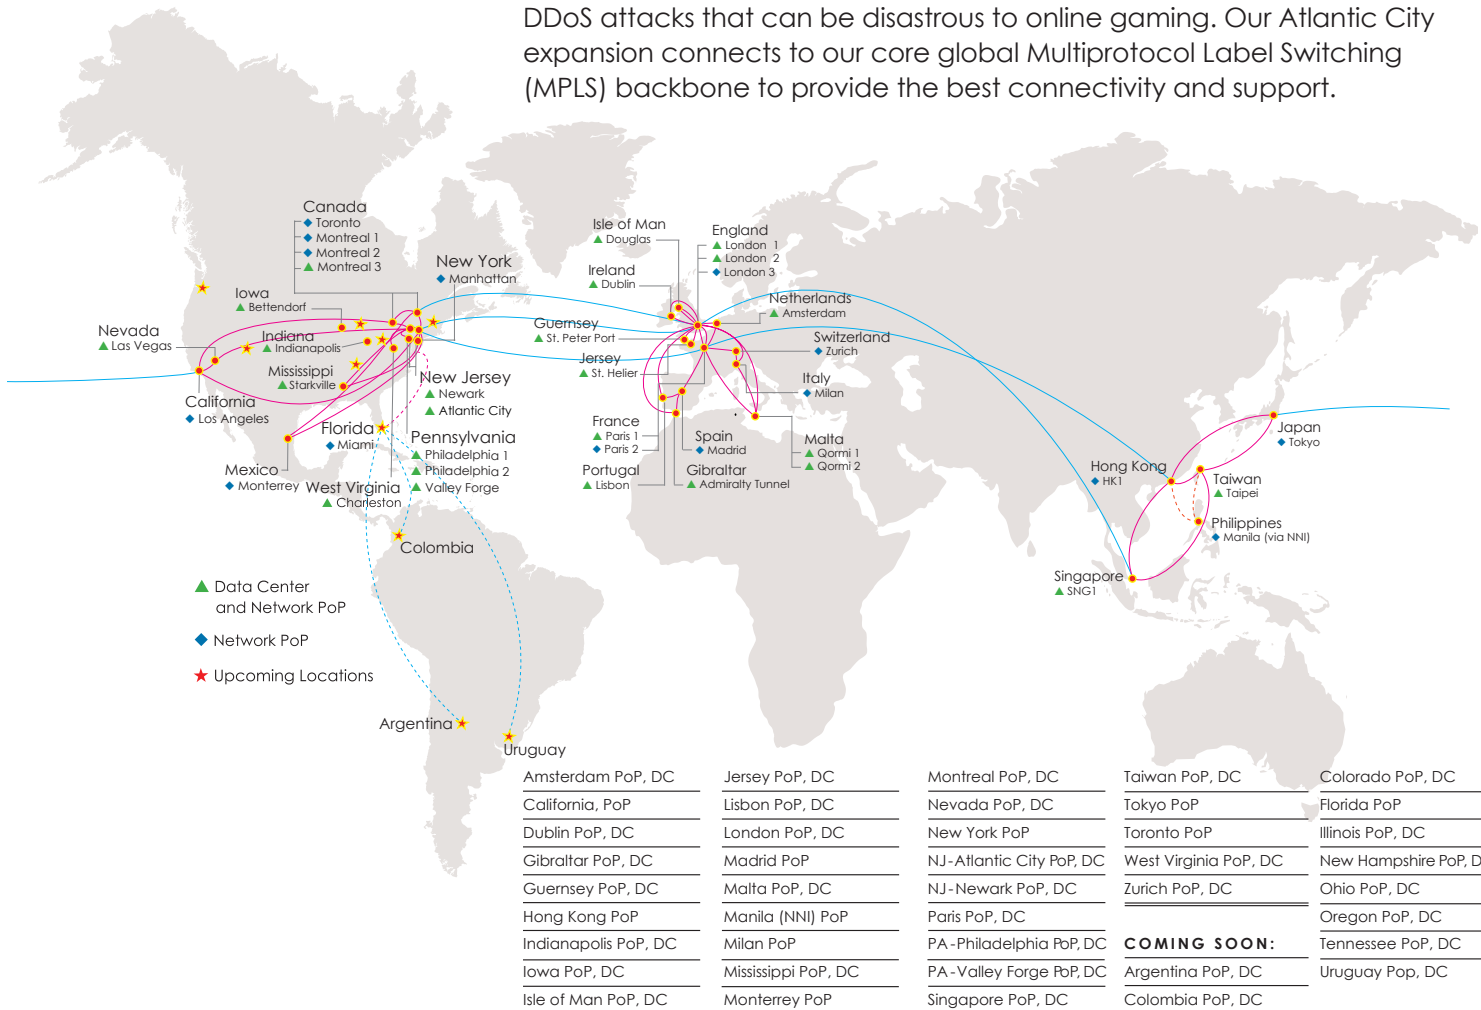 DDoS attacks that can be disastrous to online gaming. Our Atlantic City
expansion connects to our core global Multiprotocol Label Switching
(MPLS) backbone to provide the best connectivity and support.
Canada
Toronto
Montreal 1
Montreal 2
Montreal 3
New York
Manhattan
Iowa
Bettendorf
Nevada
Las Vegas
Indiana
Indianapolis
Mississippi
Starkville
California
Los Angeles
New Jersey
Newark
Atlantic City
Florida
Miami
Pennsylvania
Philadelphia 1
Philadelphia 2
Valley Forge
Mexico
Monterrey
West Virginia
Charleston
Colombia
Argentina
Uruguay
Isle of Man
Douglas
England
London 1
London 2
London 3
Ireland
Dublin
Netherlands
Amsterdam
Guernsey
St. Peter Port
Switzerland
Zurich
Jersey
St. Helier
Italy
Milan
France
Paris 1
Paris 2
Spain
Madrid
Malta
Qormi 1
Qormi 2
Portugal
Lisbon
Gibraltar
Admiralty Tunnel
Japan
Tokyo
Hong Kong
HK1
Taiwan
Taipei
Philippines
Manila (via NNI)
Singapore
SNG1
Data Center
and Network PoP
Network PoP
Upcoming Locations
Amsterdam PoP, DC
California, PoP
Dublin PoP, DC
Gibraltar PoP, DC
Guernsey PoP, DC
Hong Kong PoP
Indianapolis PoP, DC
Iowa PoP, DC
Isle of Man PoP, DC
Jersey PoP, DC
Lisbon PoP, DC
London PoP, DC
Madrid PoP
Malta PoP, DC
Manila (NNI) PoP
Milan PoP
Mississippi PoP, DC
Monterrey PoP
Montreal PoP, DC
Nevada PoP, DC
New York PoP
NJ-Atlantic City PoP, DC
NJ-Newark PoP, DC
Paris PoP, DC
PA-Philadelphia PoP, DC
PA-Valley Forge PoP, DC
Singapore PoP, DC
Taiwan PoP, DC
Tokyo PoP
Toronto PoP
West Virginia PoP, DC
Zurich PoP, DC
COMING SOON:
Argentina PoP, DC
Colombia PoP, DC
Colorado PoP, DC
Florida PoP
Illinois PoP, DC
New Hampshire PoP, D
Ohio PoP, DC
Oregon PoP, DC
Tennessee PoP, DC
Uruguay Pop, DC